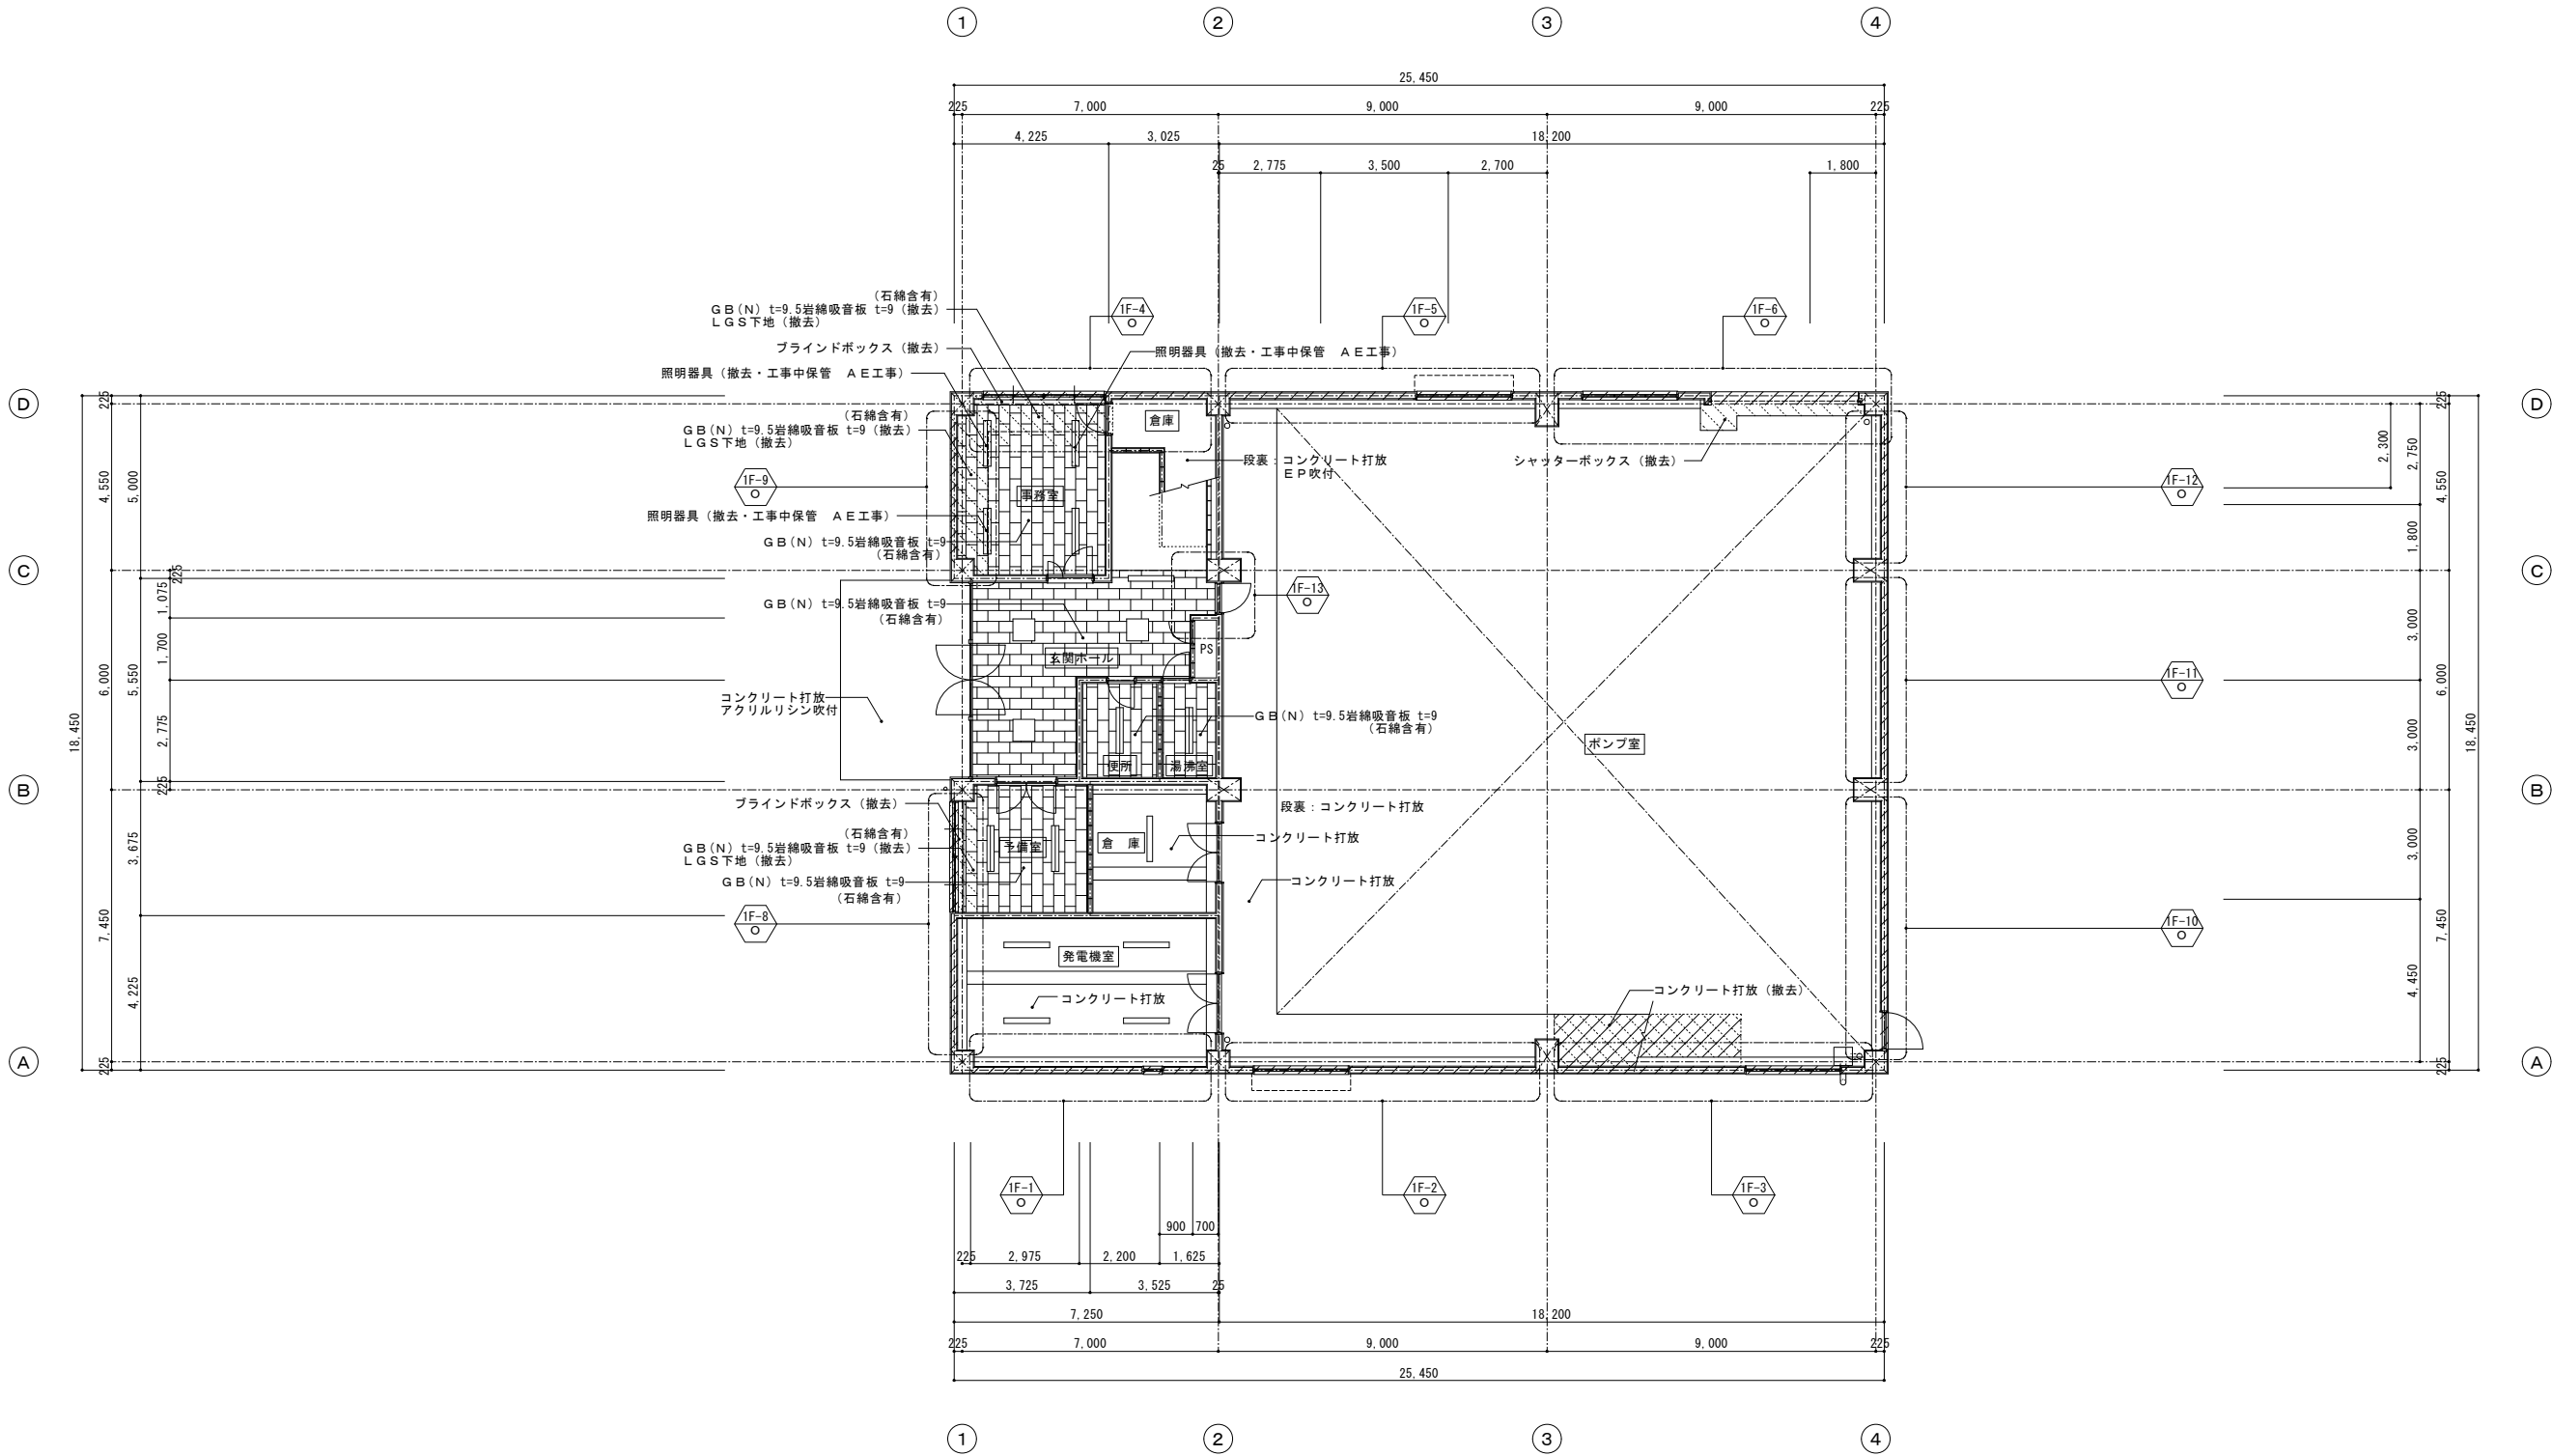 1 2 3 4
25,450
225 7,000 9,000 9,000 225
4,225 3,025 18,200
25 2,775 3,500 2,700 1,800
(石綿含有)
GB(N) t=9.5岩綿吸音板 t=9 (撤去)
LGS下地 (撤去)
1F-4
O
1F-5
O
1F-6
O
ブラインドボックス (撤去)
照明器具 (撤去・工事中保管 AE工事)
照明器具 (撤去・工事中保管 AE工事)
D
D
225
225
(石綿含有)
GB(N) t=9.5岩綿吸音板 t=9 (撤去)
LGS下地 (撤去)
倉庫
段裏:コンクリート打放
EP吹付
シャッターボックス (撤去)
2,300
2,750
4,550
5,000
4,550
1F-9
O
事務室
1F-12
O
照明器具 (撤去・工事中保管 AE工事)
GB(N) t=9.5岩綿吸音板 t=9
(石綿含有)
1,800
C
C
225
1,075
1F-13
O
GB(N) t=9.5岩綿吸音板 t=9
(石綿含有)
3,000
1,700
PS
玄関ホール
6,000
5,550
1F-11
O
6,000
コンクリート打放
アクリルリシン吹付
GB(N) t=9.5岩綿吸音板 t=9
(石綿含有)
18,450
2,775
ポンプ室
3,000
18,450
便所
湯沸室
225
B
B
ブラインドボックス (撤去)
段裏:コンクリート打放
(石綿含有)
GB(N) t=9.5岩綿吸音板 t=9 (撤去)
LGS下地 (撤去)
予備室
倉 庫
コンクリート打放
3,675
3,000
GB(N) t=9.5岩綿吸音板 t=9
(石綿含有)
コンクリート打放
1F-8
O
1F-10
O
7,450
7,450
発電機室
4,225
コンクリート打放
コンクリート打放 (撤去)
4,450
A
A
225
225
1F-1
O
1F-2
O
1F-3
O
900 700
225 2,975 2,200 1,625
3,725 3,525 25
7,250 18,200
225 7,000 9,000 9,000 225
25,450
1 2 3 4